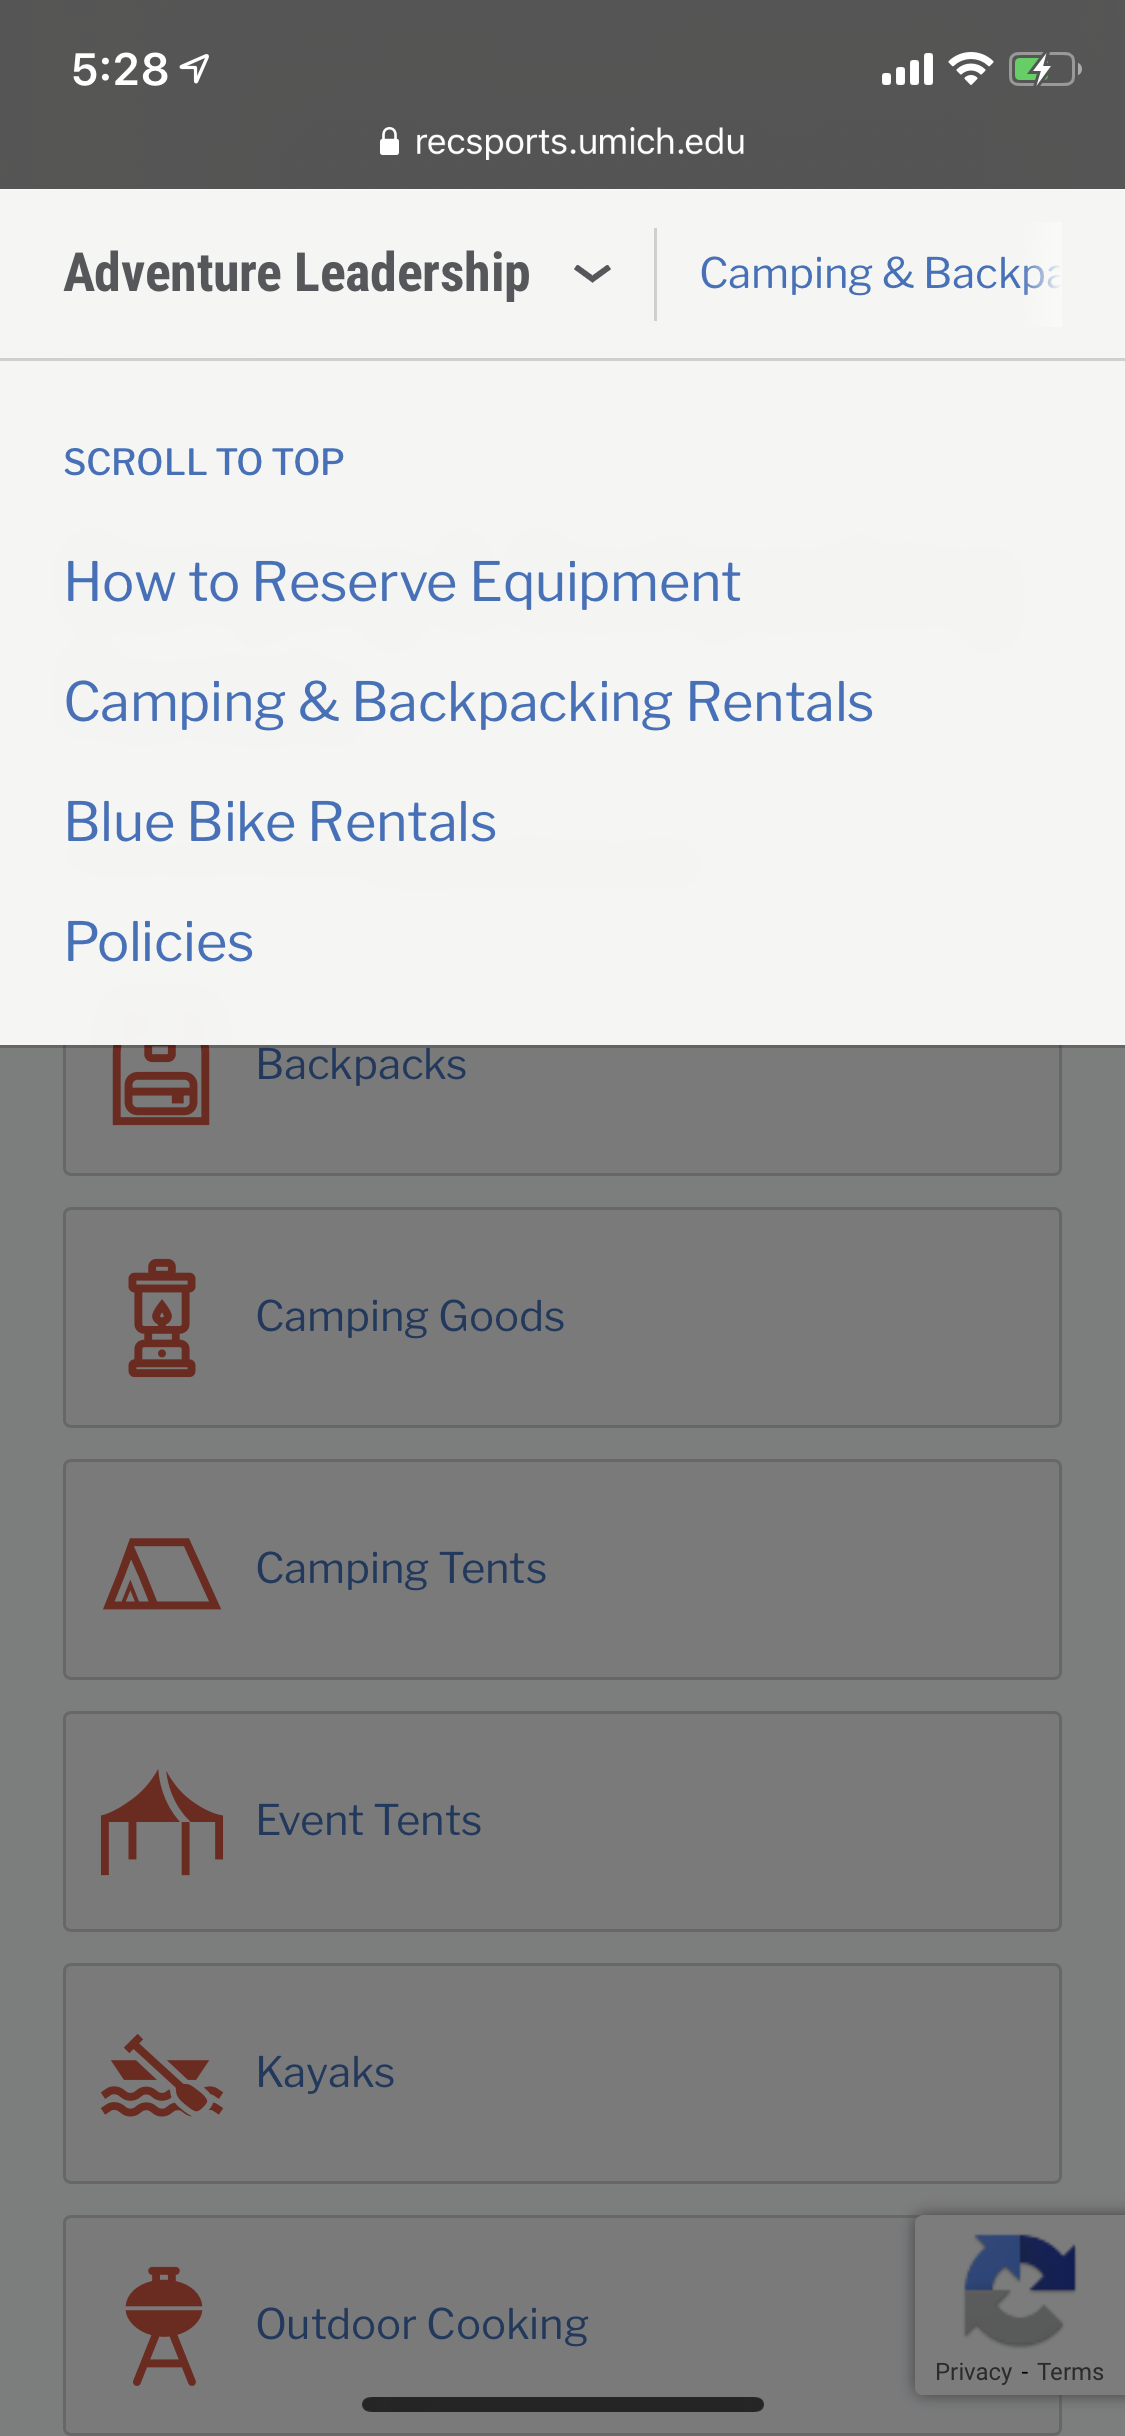 5:28
recsports.umich.edu
Adventure Leadership
Camping & Backpa
SCROLL TO TOP
How to Reserve Equipment
Camping & Backpacking Rentals
Blue Bike Rentals
Policies
Backpacks
Camping Goods
Camping Tents
Event Tents
Kayaks
Outdoor Cooking
Privacy - Terms